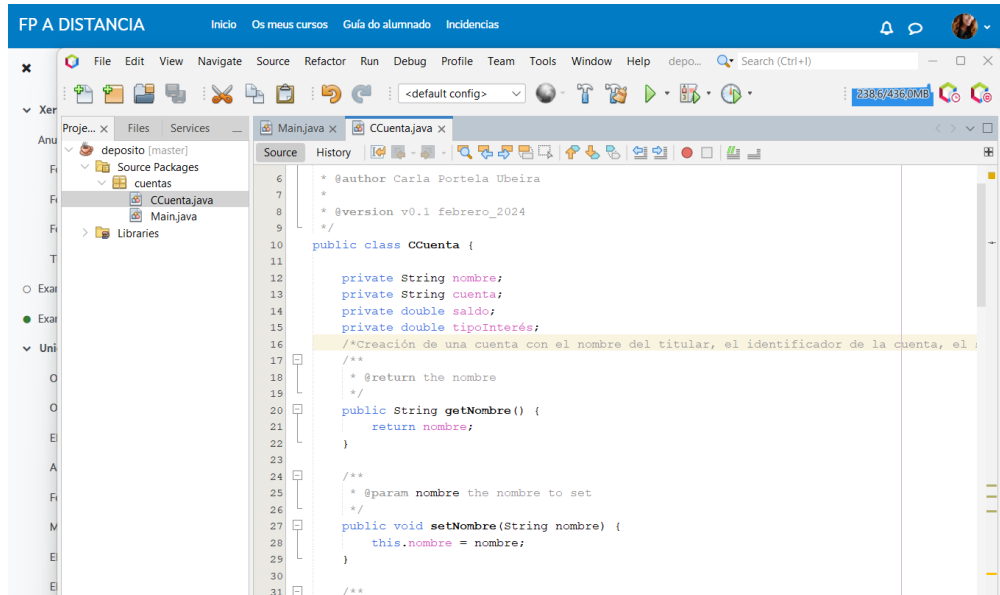 FP A DISTANCIA Inicio Os meus cursos Guía do alumnado Incidencias
File Edit View Navigate Source Refactor Run Debug Profile Team Tools Window Help depo... Search (Ctrl+I)
<default config> 238,6/436,0MB
Xer
Anu
Proje... Files Services Main.java CCuenta.java
Source History
deposito [master]
Source Packages
cuentas
CCuenta.java
Main.java
Libraries
Exar
Exar
Uni
6 * @author Carla Portela Ubeira
7 *
8 * @version v0.1 febrero_2024
9 */
10 public class CCuenta {
11
12 private String nombre;
13 private String cuenta;
14 private double saldo;
15 private double tipoInterés;
16 /*Creación de una cuenta con el nombre del titular, el identificador de la cuenta, el
17 /**
18 * @return the nombre
19 */
20 public String getNombre() {
21 return nombre;
22 }
23
24 /**
25 * @param nombre the nombre to set
26 */
27 public void setNombre(String nombre) {
28 this.nombre = nombre;
29 }
30
31 /**